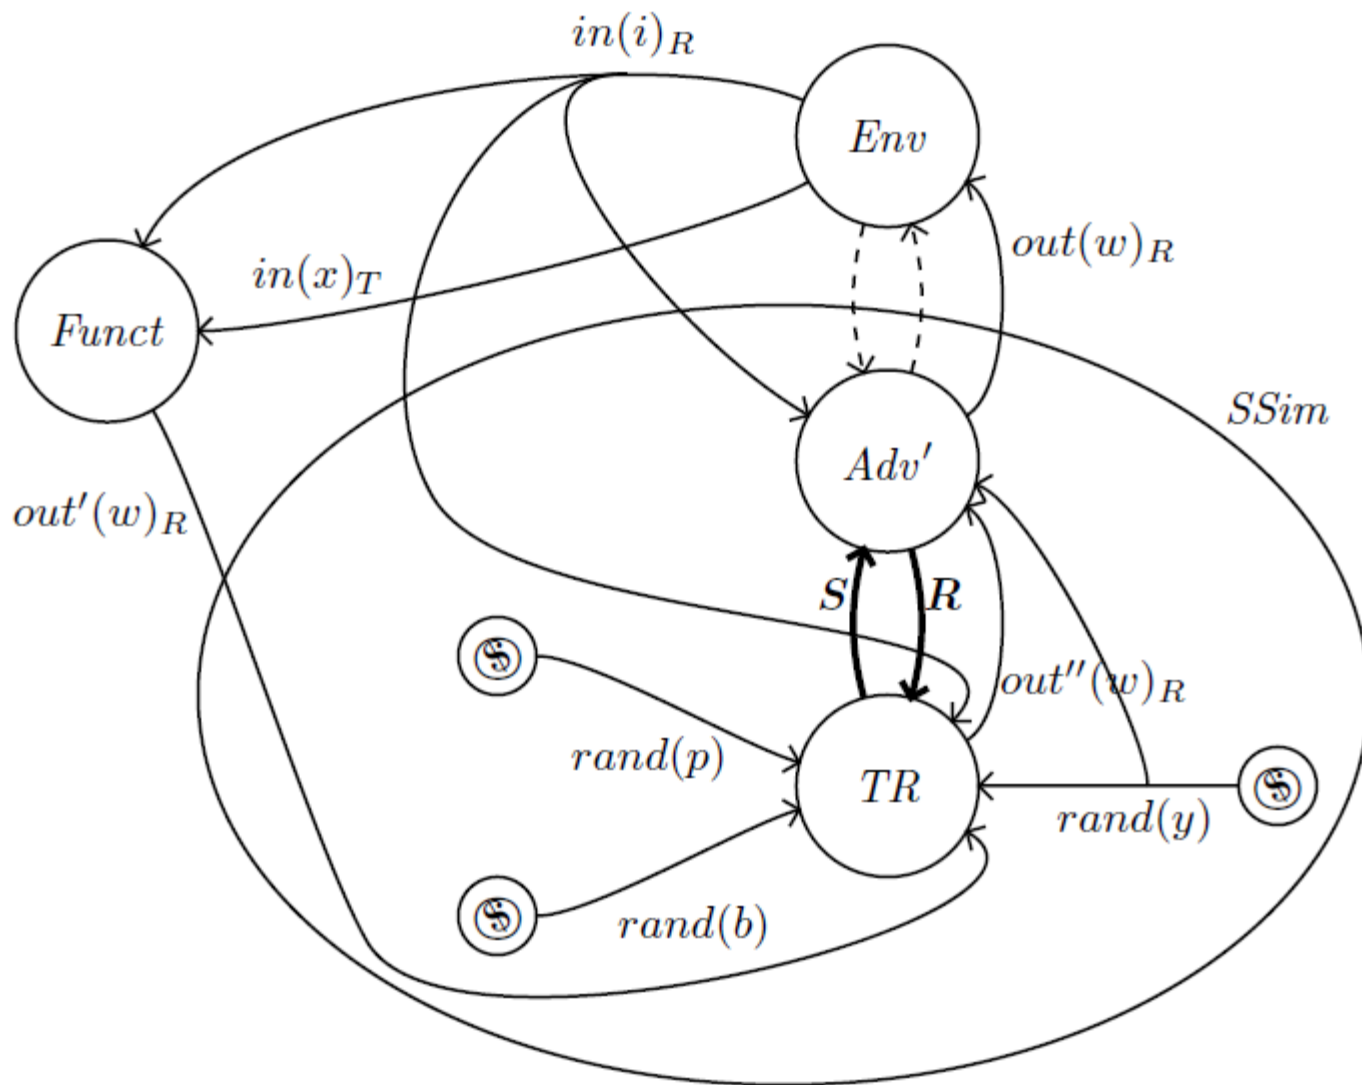 in(i)_R
Env
out(w)_R
in(x)_T
Funct
SSim
Adv′
out′(w)_R
S
R
$
out′′(w)_R
rand(p)
TR
$
rand(y)
$
rand(b)